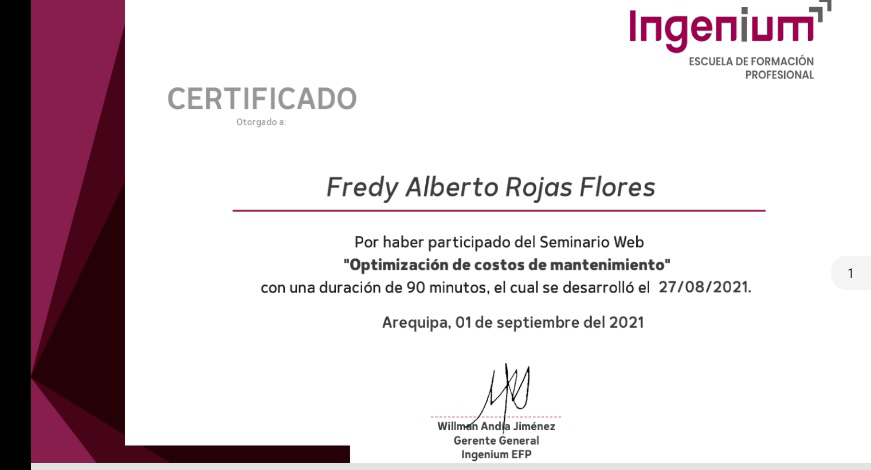 Ingenium
ESCUELA DE FORMACIÓN
PROFESIONAL
CERTIFICADO
Otorgado a:
Fredy Alberto Rojas Flores
Por haber participado del Seminario Web
"Optimización de costos de mantenimiento"
con una duración de 90 minutos, el cual se desarrolló el 27/08/2021.
1
Arequipa, 01 de septiembre del 2021
Willman Andía Jiménez
Gerente General
Ingenium EFP